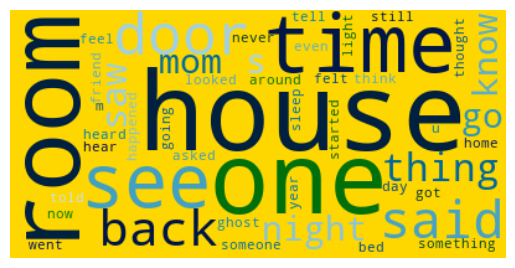 room
door
saw
feel
friend
m
heard
hear
happened
mom
looked
s
never
around
tell
even
felt
light
still
time
thought
know
house
going
asked
sleep
started
u
go
home
see
one
thing
told
now
back
went
ghost
someone
year
night
bed
day
got
said
something
think